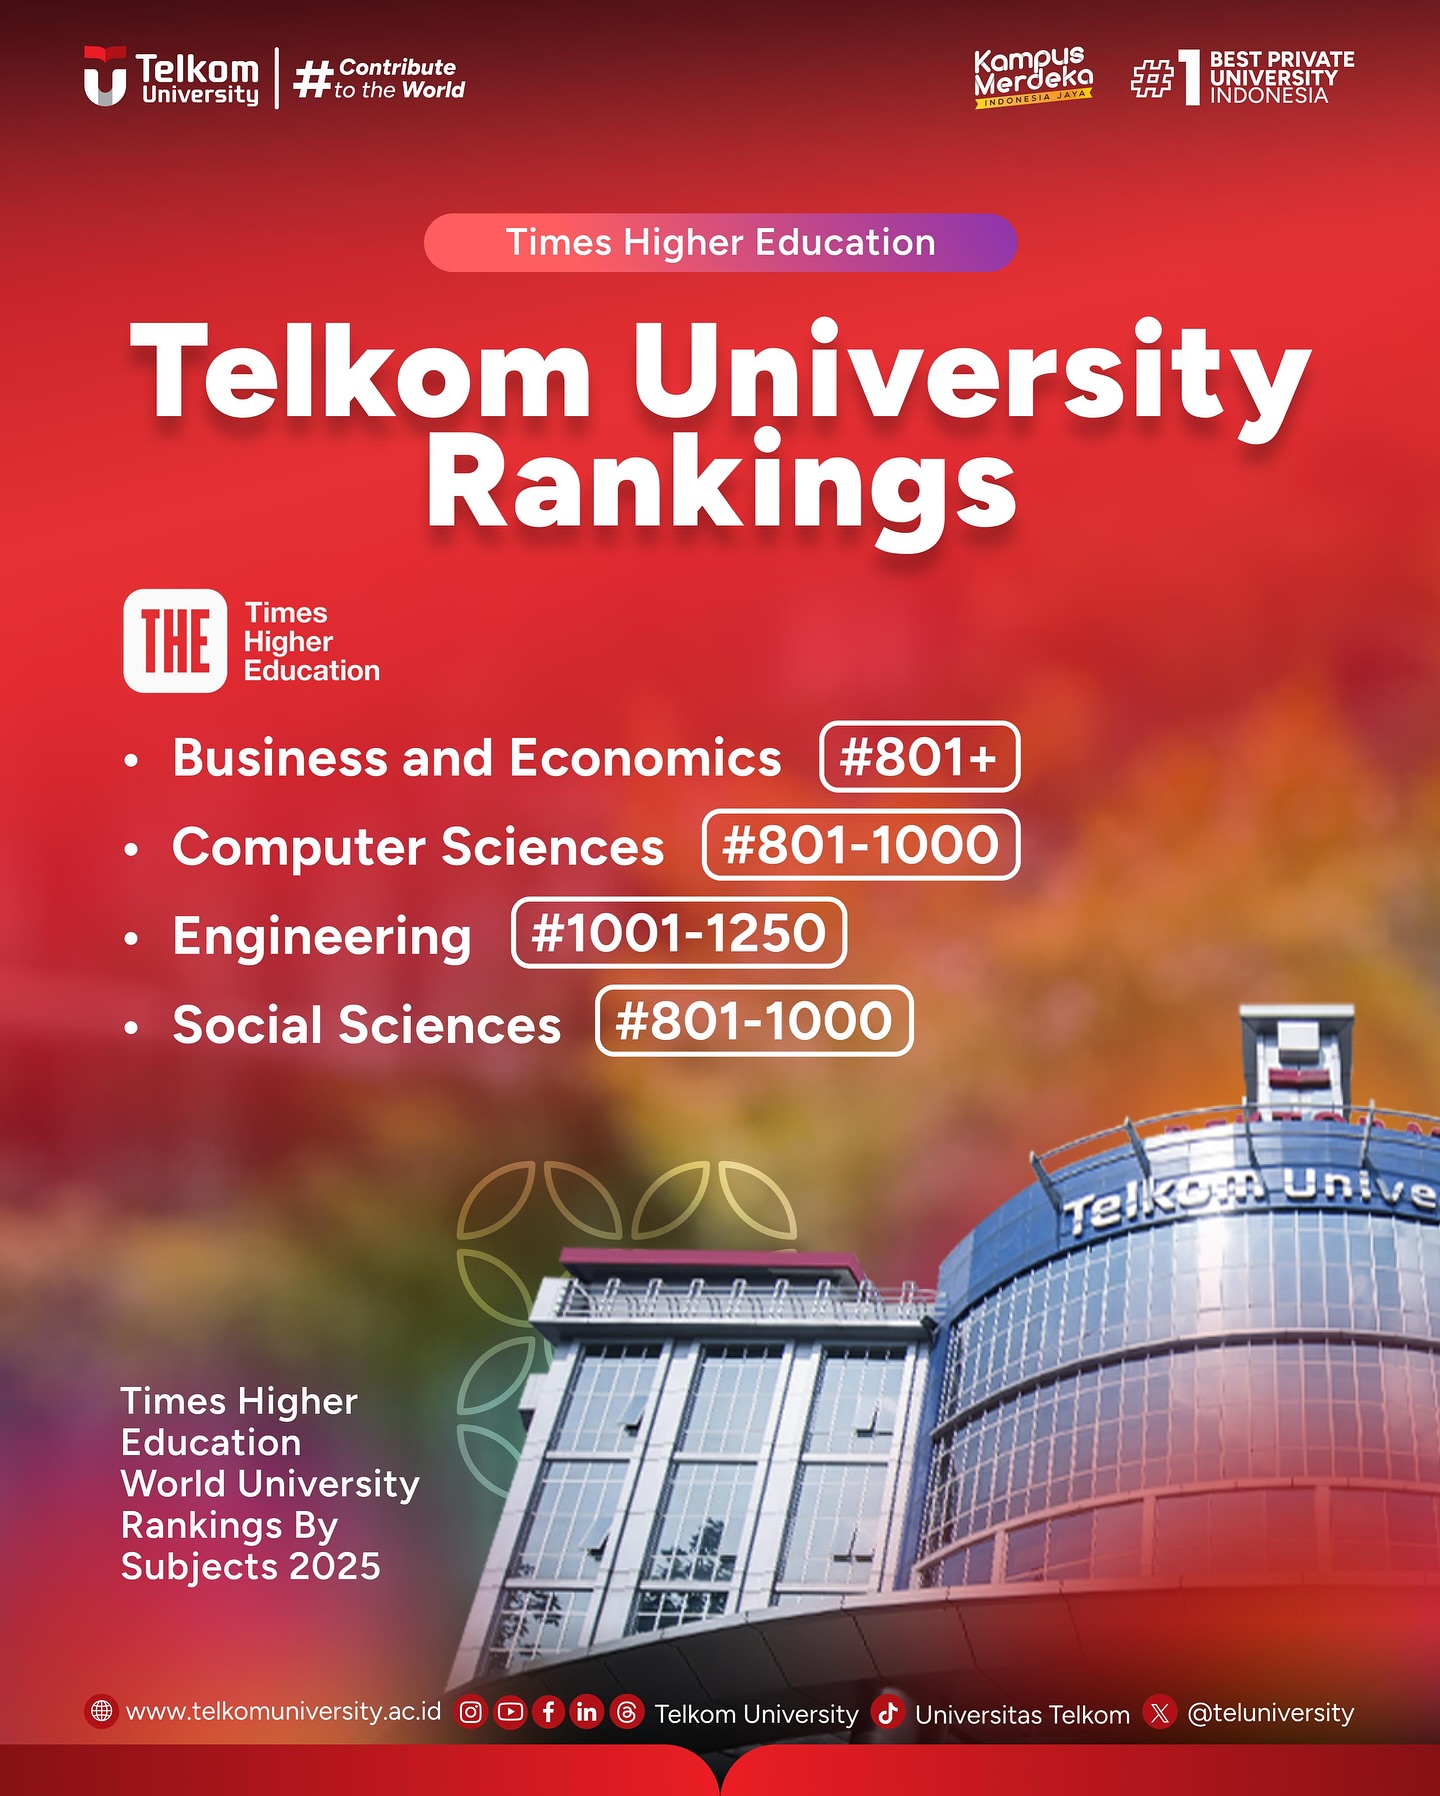 Telkom
University
#Contribute
to the World
Kampus
Merdeka
INDONESIA JAYA
#1
BEST PRIVATE
UNIVERSITY
INDONESIA
Times Higher Education
Telkom University
Rankings
THE
Times
Higher
Education
• Business and Economics #801+
• Computer Sciences #801-1000
• Engineering #1001-1250
• Social Sciences #801-1000
Telkom Unive
Times Higher
Education
World University
Rankings By
Subjects 2025
www.telkomuniversity.ac.id Telkom University Universitas Telkom @teluniversity